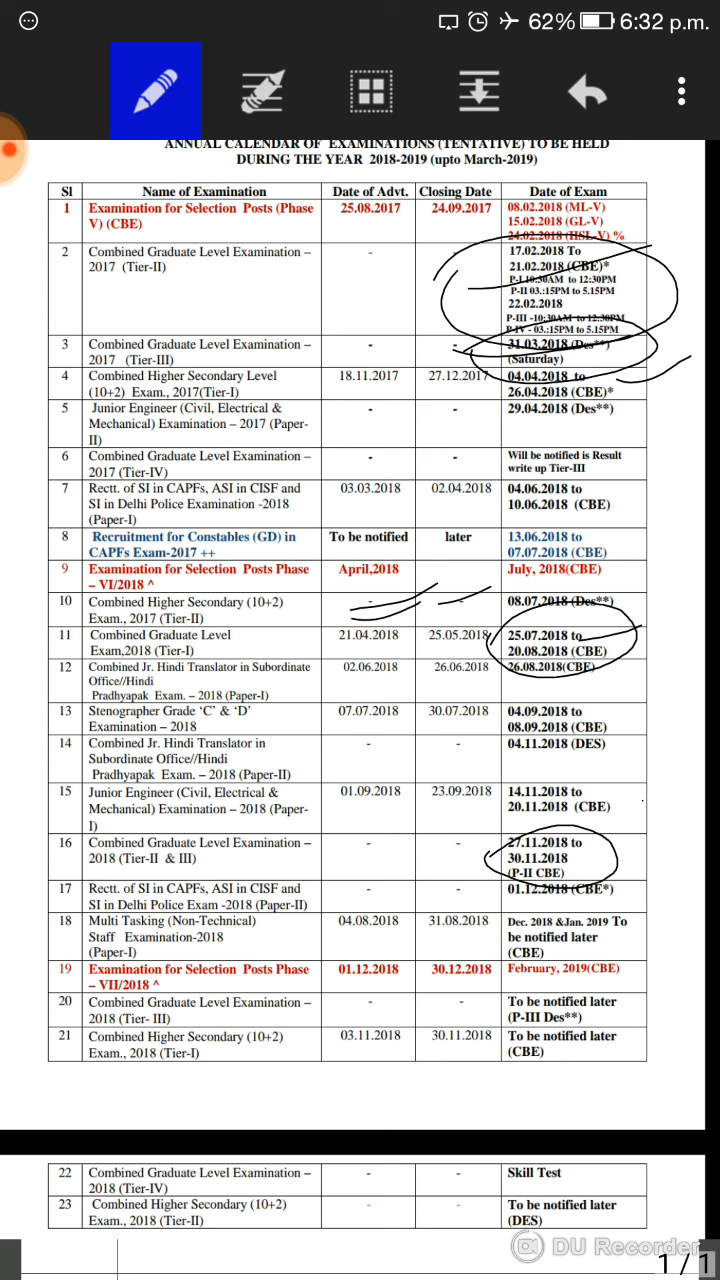 62% 6:32 p.m.
ANNUAL CALENDAR OF EXAMINATIONS (TENTATIVE) TO BE HELD
DURING THE YEAR 2018-2019 (upto March-2019)
Sl Name of Examination Date of Advt. Closing Date Date of Exam
1 Examination for Selection Posts (Phase 25.08.2017 24.09.2017 08.02.2018 (ML-V)
V) (CBE) 15.02.2018 (GL-V)
24.02.2018 (HSL-V) %
2 Combined Graduate Level Examination – - - 17.02.2018 To
2017 (Tier-II) 21.02.2018 (CBE)*
P-I 10:30AM to 12:30PM
P-II 03.:15PM to 5.15PM
22.02.2018
P-III -10:30AM to 12:30PM
P-IV - 03.:15PM to 5.15PM
3 Combined Graduate Level Examination – - - 31.03.2018 (Des**)
2017 (Tier-III) (Saturday)
4 Combined Higher Secondary Level 18.11.2017 27.12.2017 04.04.2018 to
(10+2) Exam., 2017(Tier-I) 26.04.2018 (CBE)*
5 Junior Engineer (Civil, Electrical & - - 29.04.2018 (Des**)
Mechanical) Examination – 2017 (Paper-
II)
6 Combined Graduate Level Examination – - - Will be notified is Result
2017 (Tier-IV) write up Tier-III
7 Rectt. of SI in CAPFs, ASI in CISF and 03.03.2018 02.04.2018 04.06.2018 to
SI in Delhi Police Examination -2018 10.06.2018 (CBE)
(Paper-I)
8 Recruitment for Constables (GD) in To be notified later 13.06.2018 to
CAPFs Exam-2017 ++ 07.07.2018 (CBE)
9 Examination for Selection Posts Phase April,2018 July, 2018(CBE)
– VI/2018 ^
10 Combined Higher Secondary (10+2) - - 08.07.2018 (Des**)
Exam., 2017 (Tier-II)
11 Combined Graduate Level 21.04.2018 25.05.2018 25.07.2018 to
Exam,2018 (Tier-I) 20.08.2018 (CBE)
12 Combined Jr. Hindi Translator in Subordinate 02.06.2018 26.06.2018 26.08.2018(CBE)
Office//Hindi
Pradhyapak Exam. – 2018 (Paper-I)
13 Stenographer Grade ‘C’ & ‘D’ 07.07.2018 30.07.2018 04.09.2018 to
Examination – 2018 08.09.2018 (CBE)
14 Combined Jr. Hindi Translator in - - 04.11.2018 (DES)
Subordinate Office//Hindi
Pradhyapak Exam. – 2018 (Paper-II)
15 Junior Engineer (Civil, Electrical & 01.09.2018 23.09.2018 14.11.2018 to
Mechanical) Examination – 2018 (Paper- 20.11.2018 (CBE)
I)
16 Combined Graduate Level Examination – - - 27.11.2018 to
2018 (Tier-II & III) 30.11.2018
(P-II CBE)
17 Rectt. of SI in CAPFs, ASI in CISF and - - 01.12.2018 (CBE*)
SI in Delhi Police Exam -2018 (Paper-II)
18 Multi Tasking (Non-Technical) 04.08.2018 31.08.2018 Dec. 2018 &Jan. 2019 To
Staff Examination-2018 be notified later
(Paper-I) (CBE)
19 Examination for Selection Posts Phase 01.12.2018 30.12.2018 February, 2019(CBE)
– VII/2018 ^
20 Combined Graduate Level Examination – - - To be notified later
2018 (Tier- III) (P-III Des**)
21 Combined Higher Secondary (10+2) 03.11.2018 30.11.2018 To be notified later
Exam., 2018 (Tier-I) (CBE)
22 Combined Graduate Level Examination – - - Skill Test
2018 (Tier-IV)
23 Combined Higher Secondary (10+2) - - To be notified later
Exam., 2018 (Tier-II) (DES)
DU Recorder
1 / 1